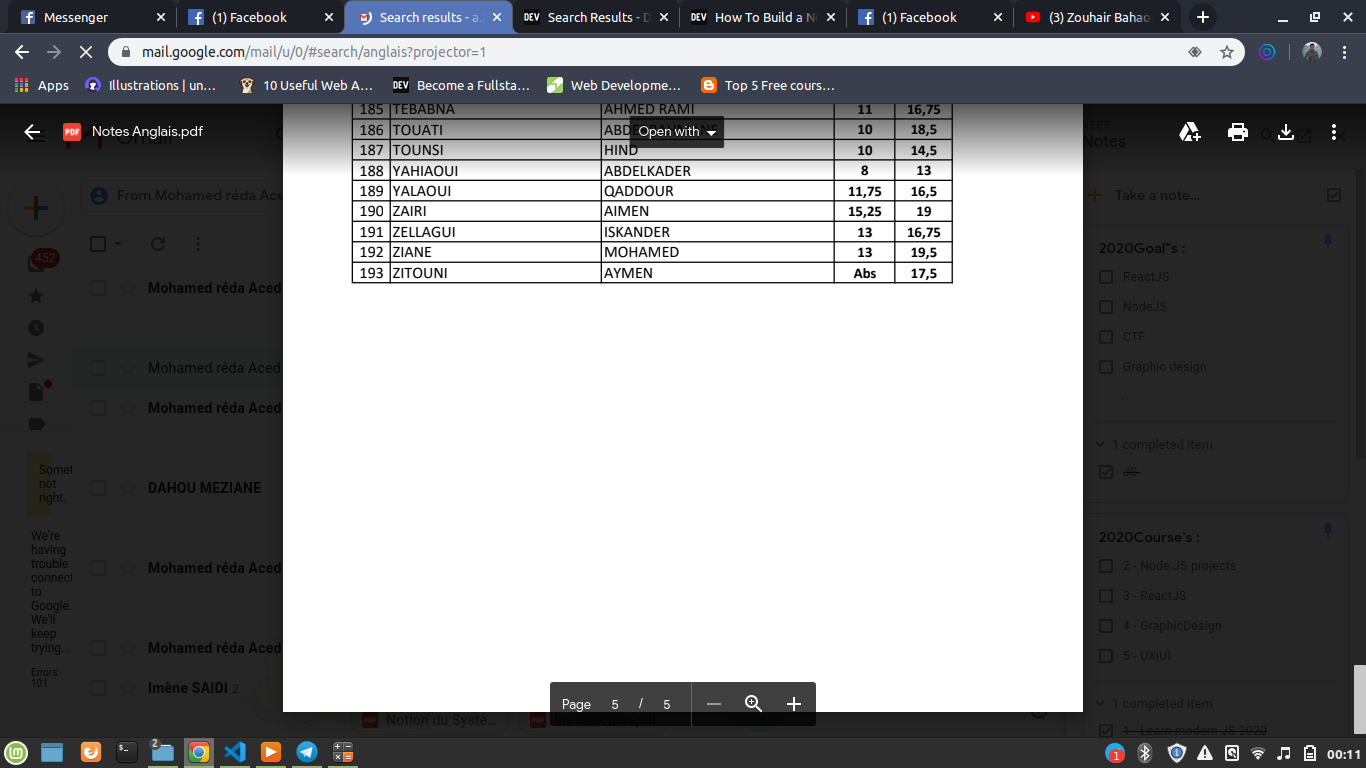 Messenger
(1) Facebook
Search results - a
DEV Search Results - D
DEV How To Build a N
(1) Facebook
(3) Zouhair Bahao
mail.google.com/mail/u/0/#search/anglais?projector=1
Apps
Illustrations | un…
10 Useful Web A…
DEV Become a Fullsta…
Web Developme…
Top 5 Free cours…
185 TEBABNA AHMED RAMI 11 16,75
PDF Notes Anglais.pdf
Open with
186 TOUATI 10 18,5
187 TOUNSI HIND 10 14,5
188 YAHIAOUI ABDELKADER 8 13
189 YALAOUI QADDOUR 11,75 16,5
190 ZAIRI AIMEN 15,25 19
191 ZELLAGUI ISKANDER 13 16,75
192 ZIANE MOHAMED 13 19,5
193 ZITOUNI AYMEN Abs 17,5
KEEP
Notes
From Mohamed réda Ace
452
Mohamed réda Aced
Mohamed réda Aced
Mohamed réda Aced
DAHOU MEZIANE
Mohamed réda Aced
Mohamed réda Aced
Imène SAIDI 2
Somet
not
right.
We're
having
trouble
connect
to
Google.
We'll
keep
trying...
Errors:
101
Take a note…
2020Goal"s :
ReactJS
NodeJS
CTF
Graphic design
..
1 completed item
JS
2020Course's :
2 - Node JS projects
3 - ReactJS
4 - GraphicDesign
5 - UX|UI
1 completed item
1 - Learn modern JS 2020
Page 5 / 5
PDF Notion du Systè…
PDF
2
1
00:11